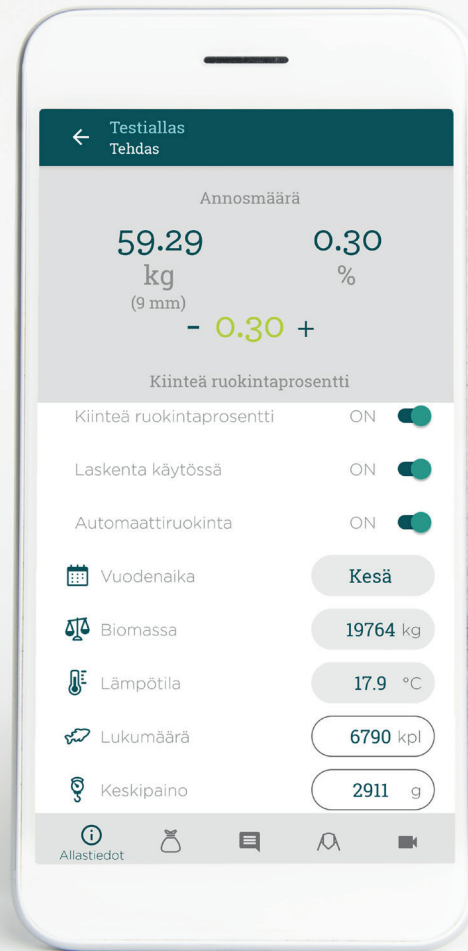 Testiallas
Tehdas
Annosmäärä
59.29 0.30
kg %
(9 mm)
- 0.30 +
Kiinteä ruokintaprosentti
Kiinteä ruokintaprosentti ON
Laskenta käytössä ON
Automaattiruokinta ON
Vuodenaika Kesä
Biomassa 19764 kg
Lämpötila 17.9 °C
Lukumäärä 6790 kpl
Keskipaino 2911 g
Allastiedot